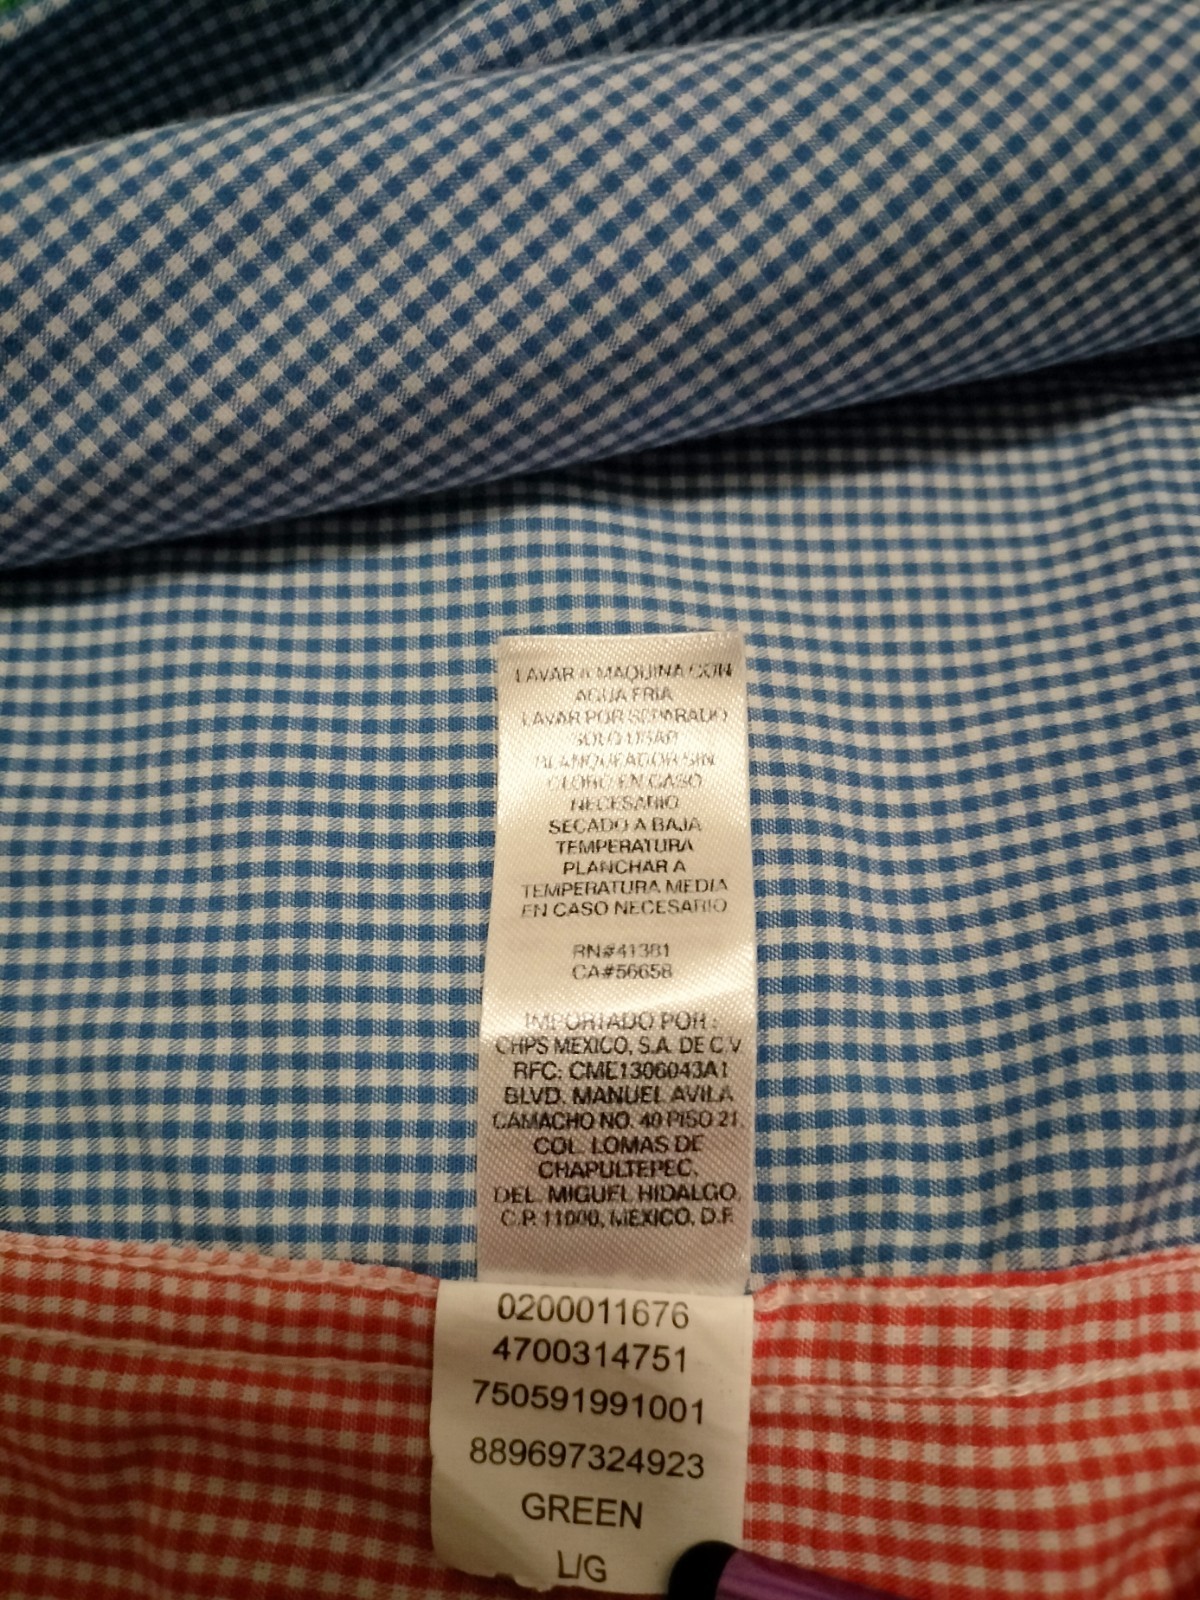 LAVAR A MAQUINA CON
AGUA FRIA
LAVAR POR SEPARADO
SOLO USAR
BLANQUEADOR SIN
CLORO EN CASO
NECESARIO
SECADO A BAJA
TEMPERATURA
PLANCHAR A
TEMPERATURA MEDIA
EN CASO NECESARIO
RN#41381
CA#56658
IMPORTADO POR :
CHPS MEXICO, S.A. DE C.V
RFC: CME1306043A1
BLVD. MANUEL AVILA
CAMACHO NO. 40 PISO 21,
COL. LOMAS DE
CHAPULTEPEC,
DEL. MIGUEL HIDALGO,
C.P. 11000, MEXICO, D.F.
0200011676
4700314751
750591991001
889697324923
GREEN
L/G